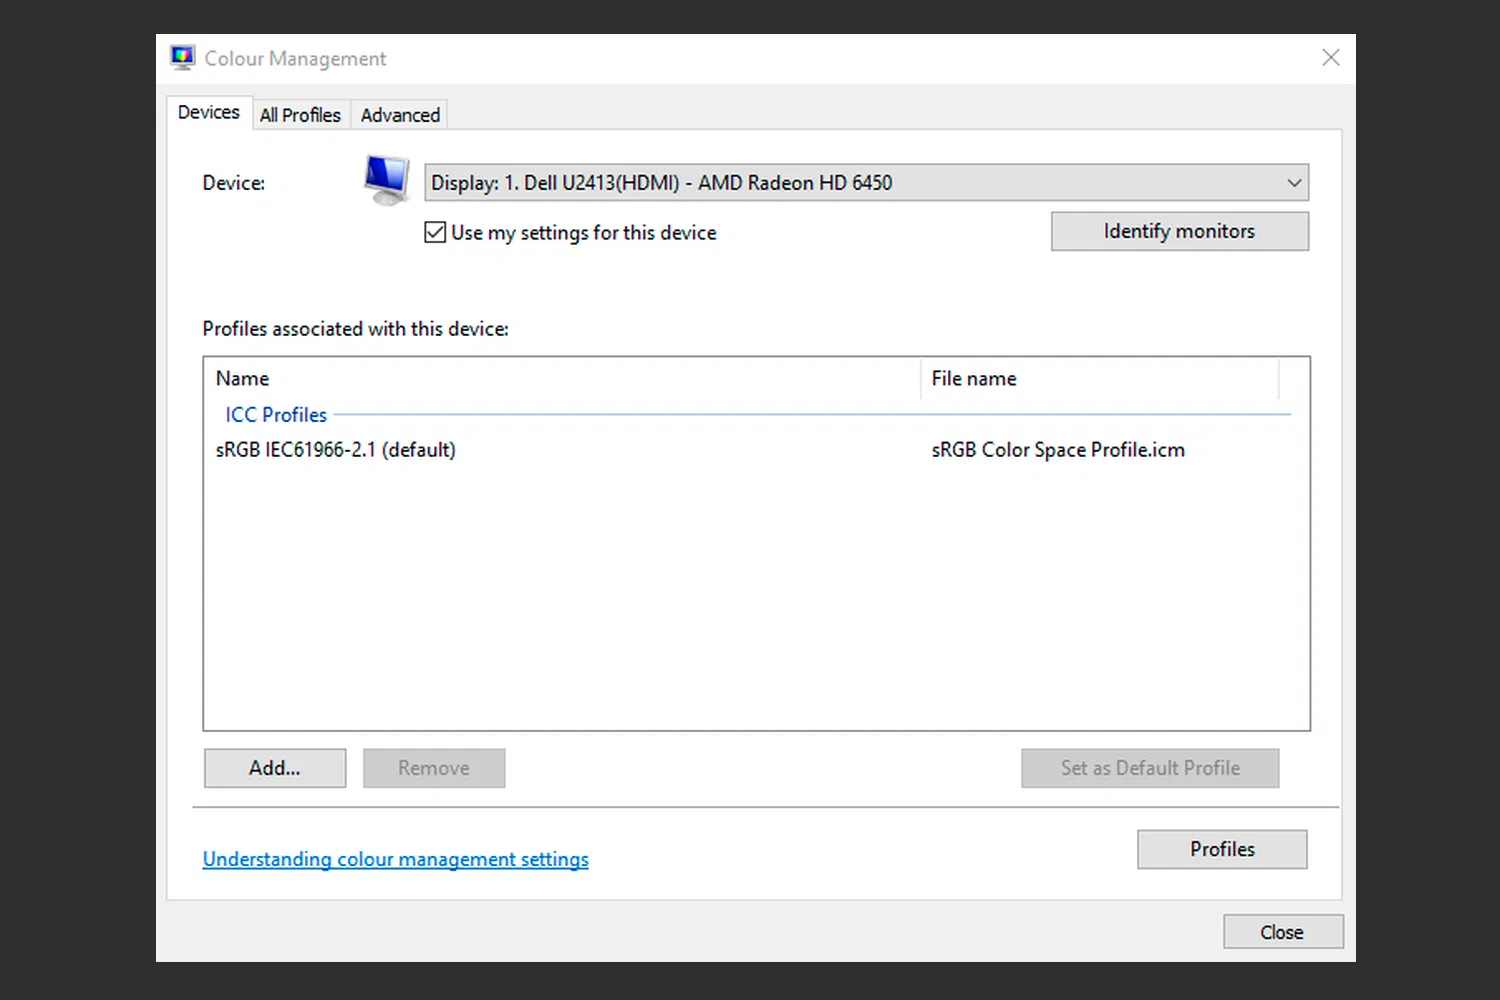 Colour Management
Devices All Profiles Advanced
Device: Display: 1. Dell U2413(HDMI) - AMD Radeon HD 6450
Use my settings for this device Identify monitors
Profiles associated with this device:
Name File name
ICC Profiles
sRGB IEC61966-2.1 (default) sRGB Color Space Profile.icm
Add... Remove Set as Default Profile
Understanding colour management settings Profiles
Close